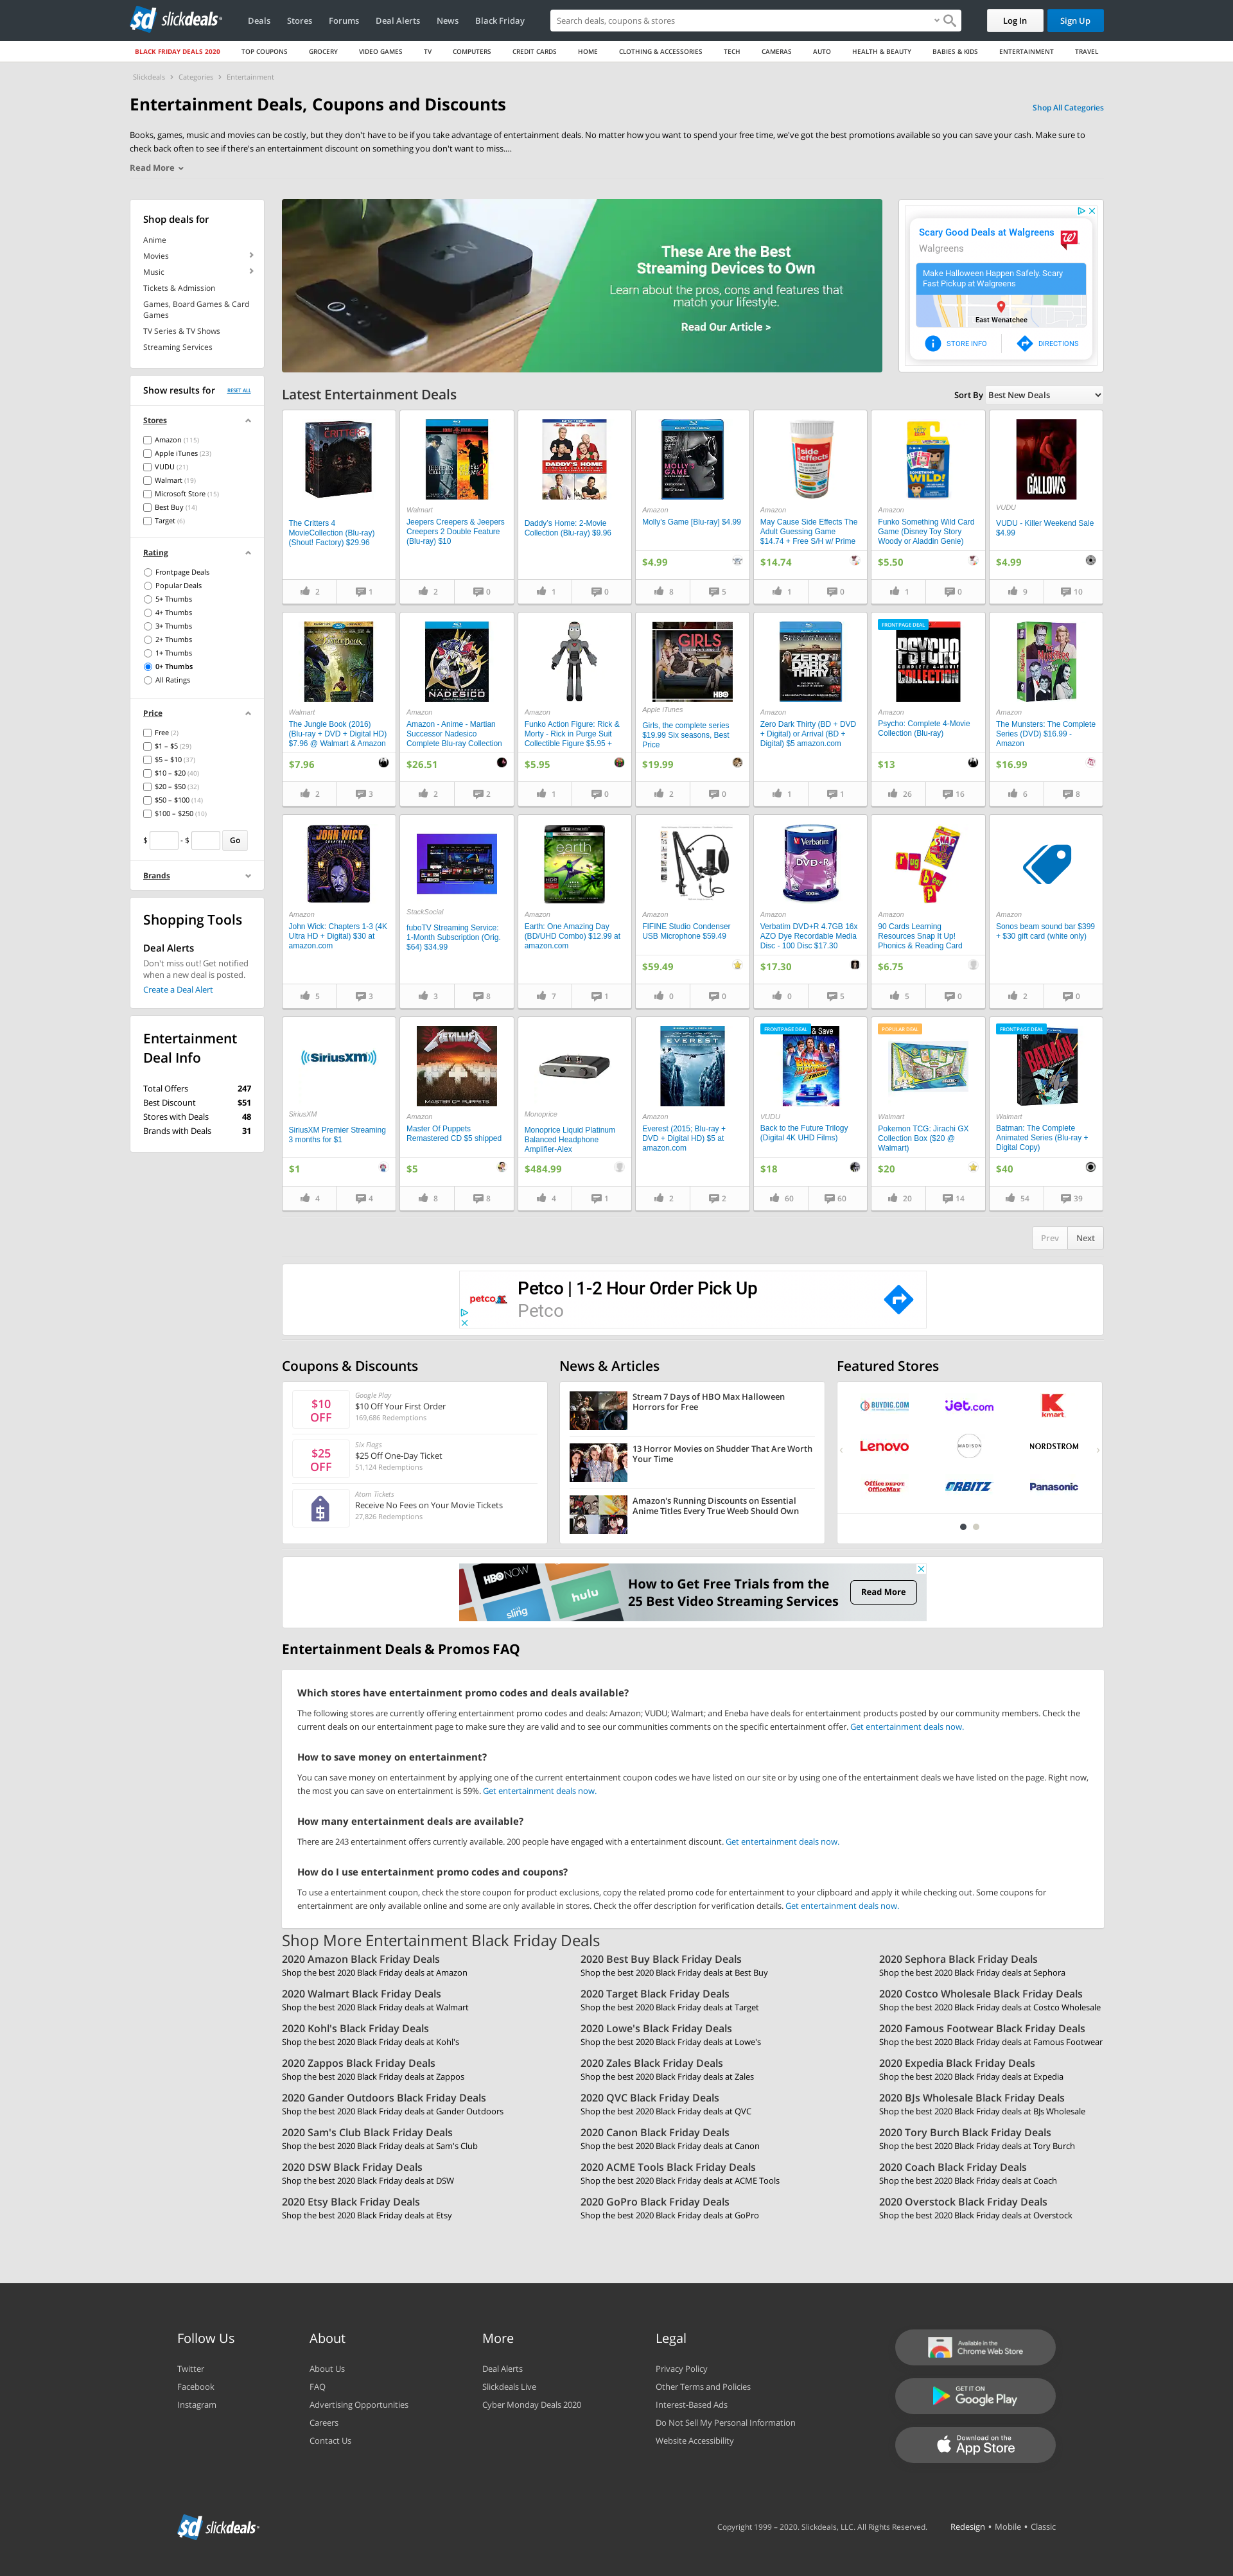 slickdeals
Deals
Stores
Forums
Deal Alerts
News
Black Friday
Search deals, coupons & stores
Log In
Sign Up
BLACK FRIDAY DEALS 2020
TOP COUPONS
GROCERY
VIDEO GAMES
TV
COMPUTERS
CREDIT CARDS
HOME
CLOTHING & ACCESSORIES
TECH
CAMERAS
AUTO
HEALTH & BEAUTY
BABIES & KIDS
ENTERTAINMENT
TRAVEL
Slickdeals > Categories > Entertainment
Entertainment Deals, Coupons and Discounts
Shop All Categories
Books, games, music and movies can be costly, but they don't have to be if you take advantage of entertainment deals. No matter how you want to spend your free time, we've got the best promotions available so you can save your cash. Make sure to
check back often to see if there's an entertainment discount on something you don't want to miss....
Read More
Shop deals for
Anime
Movies
Music
Tickets & Admission
Games, Board Games & Card
Games
TV Series & TV Shows
Streaming Services
Show results for
RESET ALL
Stores
Amazon (115)
Apple iTunes (23)
VUDU (21)
Walmart (19)
Microsoft Store (15)
Best Buy (14)
Target (6)
Rating
Frontpage Deals
Popular Deals
5+ Thumbs
4+ Thumbs
3+ Thumbs
2+ Thumbs
1+ Thumbs
0+ Thumbs
All Ratings
Price
Free (2)
$1 – $5 (29)
$5 – $10 (37)
$10 – $20 (40)
$20 – $50 (32)
$50 – $100 (14)
$100 – $250 (10)
$ - $ Go
Brands
Shopping Tools
Deal Alerts
Don't miss out! Get notified
when a new deal is posted.
Create a Deal Alert
Entertainment
Deal Info
Total Offers 247
Best Discount $51
Stores with Deals 48
Brands with Deals 31
These Are the Best
Streaming Devices to Own
Learn about the pros, cons and features that
match your lifestyle.
Read Our Article >
Scary Good Deals at Walgreens
Walgreens
Make Halloween Happen Safely. Scary
Fast Pickup at Walgreens
East Wenatchee
STORE INFO
DIRECTIONS
Latest Entertainment Deals
Sort By Best New Deals
The Critters 4
MovieCollection (Blu-ray)
(Shout! Factory) $29.96
2 1
Walmart
Jeepers Creepers & Jeepers
Creepers 2 Double Feature
(Blu-ray) $10
2 0
Daddy's Home: 2-Movie
Collection (Blu-ray) $9.96
1 0
Amazon
Molly's Game [Blu-ray] $4.99
$4.99
8 5
Amazon
May Cause Side Effects The
Adult Guessing Game
$14.74 + Free S/H w/ Prime
$14.74
1 0
Amazon
Funko Something Wild Card
Game (Disney Toy Story
Woody or Aladdin Genie)
$5.50
1 0
VUDU
VUDU - Killer Weekend Sale
$4.99
$4.99
9 10
Walmart
The Jungle Book (2016)
(Blu-ray + DVD + Digital HD)
$7.96 @ Walmart & Amazon
$7.96
2 3
Amazon
Amazon - Anime - Martian
Successor Nadesico
Complete Blu-ray Collection
$26.51
2 2
Amazon
Funko Action Figure: Rick &
Morty - Rick in Purge Suit
Collectible Figure $5.95 +
$5.95
1 0
Apple iTunes
Girls, the complete series
$19.99 Six seasons, Best
Price
$19.99
2 0
Amazon
Zero Dark Thirty (BD + DVD
+ Digital) or Arrival (BD +
Digital) $5 amazon.com
1 1
FRONTPAGE DEAL
Amazon
Psycho: Complete 4-Movie
Collection (Blu-ray)
$13
26 16
Amazon
The Munsters: The Complete
Series (DVD) $16.99 -
Amazon
$16.99
6 8
Amazon
John Wick: Chapters 1-3 (4K
Ultra HD + Digital) $30 at
amazon.com
5 3
StackSocial
fuboTV Streaming Service:
1-Month Subscription (Orig.
$64) $34.99
3 8
Amazon
Earth: One Amazing Day
(BD/UHD Combo) $12.99 at
amazon.com
7 1
Amazon
FIFINE Studio Condenser
USB Microphone $59.49
$59.49
0 0
Amazon
Verbatim DVD+R 4.7GB 16x
AZO Dye Recordable Media
Disc - 100 Disc $17.30
$17.30
0 5
Amazon
90 Cards Learning
Resources Snap It Up!
Phonics & Reading Card
$6.75
5 0
Amazon
Sonos beam sound bar $399
+ $30 gift card (white only)
2 0
SiriusXM
SiriusXM Premier Streaming
3 months for $1
$1
4 4
Amazon
Master Of Puppets
Remastered CD $5 shipped
$5
8 8
Monoprice
Monoprice Liquid Platinum
Balanced Headphone
Amplifier-Alex
$484.99
4 1
Amazon
Everest (2015; Blu-ray +
DVD + Digital HD) $5 at
amazon.com
2 2
FRONTPAGE DEAL
VUDU
Back to the Future Trilogy
(Digital 4K UHD Films)
$18
60 60
POPULAR DEAL
Walmart
Pokemon TCG: Jirachi GX
Collection Box ($20 @
Walmart)
$20
20 14
FRONTPAGE DEAL
Walmart
Batman: The Complete
Animated Series (Blu-ray +
Digital Copy)
$40
54 39
Prev
Next
petco
Petco | 1-2 Hour Order Pick Up
Petco
Coupons & Discounts
$10
OFF
Google Play
$10 Off Your First Order
169,686 Redemptions
$25
OFF
Six Flags
$25 Off One-Day Ticket
51,124 Redemptions
Atom Tickets
Receive No Fees on Your Movie Tickets
27,826 Redemptions
News & Articles
Stream 7 Days of HBO Max Halloween
Horrors for Free
13 Horror Movies on Shudder That Are Worth
Your Time
Amazon's Running Discounts on Essential
Anime Titles Every True Weeb Should Own
Featured Stores
BUYDIG.COM
Jet.com
Kmart
Lenovo
MADISON
NORDSTROM
Office DEPOT
OfficeMax
ORBITZ
Panasonic
HBO NOW
sling
hulu
How to Get Free Trials from the
25 Best Video Streaming Services
Read More
Entertainment Deals & Promos FAQ
Which stores have entertainment promo codes and deals available?
The following stores are currently offering entertainment promo codes and deals: Amazon; VUDU; Walmart; and Eneba have deals for entertainment products posted by our community members. Check the
current deals on our entertainment page to make sure they are valid and to see our communities comments on the specific entertainment offer. Get entertainment deals now.
How to save money on entertainment?
You can save money on entertainment by applying one of the current entertainment coupon codes we have listed on our site or by using one of the entertainment deals we have listed on the page. Right now,
the most you can save on entertainment is 59%. Get entertainment deals now.
How many entertainment deals are available?
There are 243 entertainment offers currently available. 200 people have engaged with a entertainment discount. Get entertainment deals now.
How do I use entertainment promo codes and coupons?
To use a entertainment coupon, check the store coupon for product exclusions, copy the related promo code for entertainment to your clipboard and apply it while checking out. Some coupons for
entertainment are only available online and some are only available in stores. Check the offer description for verification details. Get entertainment deals now.
Shop More Entertainment Black Friday Deals
2020 Amazon Black Friday Deals
Shop the best 2020 Black Friday deals at Amazon
2020 Best Buy Black Friday Deals
Shop the best 2020 Black Friday deals at Best Buy
2020 Sephora Black Friday Deals
Shop the best 2020 Black Friday deals at Sephora
2020 Walmart Black Friday Deals
Shop the best 2020 Black Friday deals at Walmart
2020 Target Black Friday Deals
Shop the best 2020 Black Friday deals at Target
2020 Costco Wholesale Black Friday Deals
Shop the best 2020 Black Friday deals at Costco Wholesale
2020 Kohl's Black Friday Deals
Shop the best 2020 Black Friday deals at Kohl's
2020 Lowe's Black Friday Deals
Shop the best 2020 Black Friday deals at Lowe's
2020 Famous Footwear Black Friday Deals
Shop the best 2020 Black Friday deals at Famous Footwear
2020 Zappos Black Friday Deals
Shop the best 2020 Black Friday deals at Zappos
2020 Zales Black Friday Deals
Shop the best 2020 Black Friday deals at Zales
2020 Expedia Black Friday Deals
Shop the best 2020 Black Friday deals at Expedia
2020 Gander Outdoors Black Friday Deals
Shop the best 2020 Black Friday deals at Gander Outdoors
2020 QVC Black Friday Deals
Shop the best 2020 Black Friday deals at QVC
2020 BJs Wholesale Black Friday Deals
Shop the best 2020 Black Friday deals at BJs Wholesale
2020 Sam's Club Black Friday Deals
Shop the best 2020 Black Friday deals at Sam's Club
2020 Canon Black Friday Deals
Shop the best 2020 Black Friday deals at Canon
2020 Tory Burch Black Friday Deals
Shop the best 2020 Black Friday deals at Tory Burch
2020 DSW Black Friday Deals
Shop the best 2020 Black Friday deals at DSW
2020 ACME Tools Black Friday Deals
Shop the best 2020 Black Friday deals at ACME Tools
2020 Coach Black Friday Deals
Shop the best 2020 Black Friday deals at Coach
2020 Etsy Black Friday Deals
Shop the best 2020 Black Friday deals at Etsy
2020 GoPro Black Friday Deals
Shop the best 2020 Black Friday deals at GoPro
2020 Overstock Black Friday Deals
Shop the best 2020 Black Friday deals at Overstock
Follow Us
Twitter
Facebook
Instagram
About
About Us
FAQ
Advertising Opportunities
Careers
Contact Us
More
Deal Alerts
Slickdeals Live
Cyber Monday Deals 2020
Legal
Privacy Policy
Other Terms and Policies
Interest-Based Ads
Do Not Sell My Personal Information
Website Accessibility
Available in the
Chrome Web Store
GET IT ON
Google Play
Download on the
App Store
slickdeals
Copyright 1999 – 2020. Slickdeals, LLC. All Rights Reserved.
Redesign • Mobile • Classic